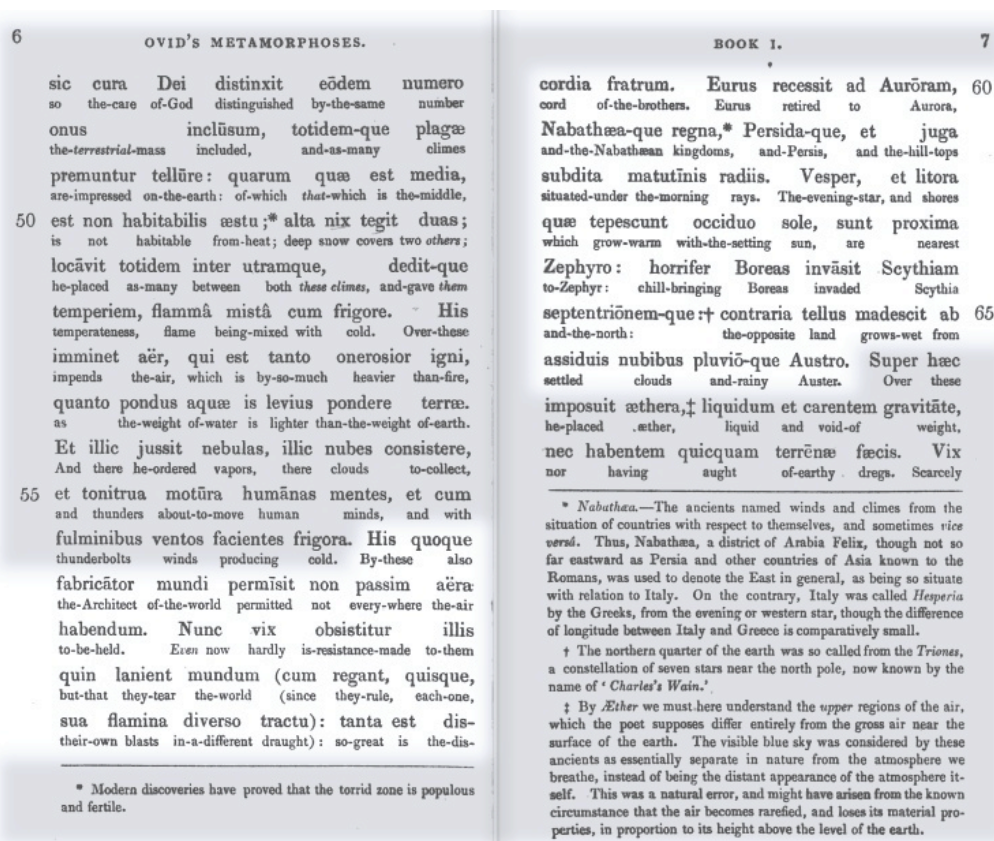 6
OVID'S METAMORPHOSES.
sic cura Dei distinxit eōdem numero
so the-care of-God distinguished by-the-same number
onus inclūsum, totidem-que plagæ
the-terrestrial-mass included, and-as-many climes
premuntur tellūre: quarum quæ est media,
are-impressed on-the-earth: of-which that-which is the-middle,
50 est non habitabilis æstu;* alta nix tegit duas;
is not habitable from-heat; deep snow covers two others;
locāvit totidem inter utramque, dedit-que
he-placed as-many between both these climes, and-gave them
temperiem, flammâ mistâ cum frigore. His
temperateness, flame being-mixed with cold. Over-these
imminet aër, qui est tanto onerosior igni,
impends the-air, which is by-so-much heavier than-fire,
quanto pondus aquæ is levius pondere terræ.
as the-weight of-water is lighter than-the-weight of-earth.
Et illic jussit nebulas, illic nubes consistere,
And there he-ordered vapors, there clouds to-collect,
55 et tonitrua motūra humānas mentes, et cum
and thunders about-to-move human minds, and with
fulminibus ventos facientes frigora. His quoque
thunderbolts winds producing cold. By-these also
fabricātor mundi permīsit non passim aëra
the-Architect of-the-world permitted not every-where the-air
habendum. Nunc vix obsistitur illis
to-be-held. Even now hardly is-resistance-made to-them
quin lanient mundum (cum regant, quisque,
but-that they-tear the-world (since they-rule, each-one,
sua flamina diverso tractu): tanta est dis-
their-own blasts in-a-different draught): so-great is the-dis-
* Modern discoveries have proved that the torrid zone is populous
and fertile.
BOOK I.
7
cordia fratrum. Eurus recessit ad Aurōram, 60
cord of-the-brothers. Eurus retired to Aurora,
Nabathæa-que regna,* Persida-que, et juga
and-the-Nabathæan kingdoms, and-Persis, and the-hill-tops
subdita matutīnis radiis. Vesper, et litora
situated-under the-morning rays. The-evening-star, and shores
quæ tepescunt occiduo sole, sunt proxima
which grow-warm with-the-setting sun, are nearest
Zephyro: horrifer Boreas invāsit Scythiam
to-Zephyr: chill-bringing Boreas invaded Scythia
septentriōnem-que:† contraria tellus madescit ab 65
and-the-north: the-opposite land grows-wet from
assiduis nubibus pluviō-que Austro. Super hæc
settled clouds and-rainy Auster. Over these
imposuit æthera,‡ liquidum et carentem gravitāte,
he-placed æther, liquid and void-of weight,
nec habentem quicquam terrēnæ fæcis. Vix
nor having aught of-earthy dregs. Scarcely
* Nabathæa.—The ancients named winds and climes from the
situation of countries with respect to themselves, and sometimes vice
versâ. Thus, Nabathæa, a district of Arabia Felix, though not so
far eastward as Persia and other countries of Asia known to the
Romans, was used to denote the East in general, as being so situate
with relation to Italy. On the contrary, Italy was called Hesperia
by the Greeks, from the evening or western star, though the difference
of longitude between Italy and Greece is comparatively small.
† The northern quarter of the earth was so called from the Triones,
a constellation of seven stars near the north pole, now known by the
name of ‘Charles's Wain.’
‡ By Æther we must here understand the upper regions of the air,
which the poet supposes differ entirely from the gross air near the
surface of the earth. The visible blue sky was considered by these
ancients as essentially separate in nature from the atmosphere we
breathe, instead of being the distant appearance of the atmosphere it-
self. This was a natural error, and might have arisen from the known
circumstance that the air becomes rarefied, and loses its material pro-
perties, in proportion to its height above the level of the earth.